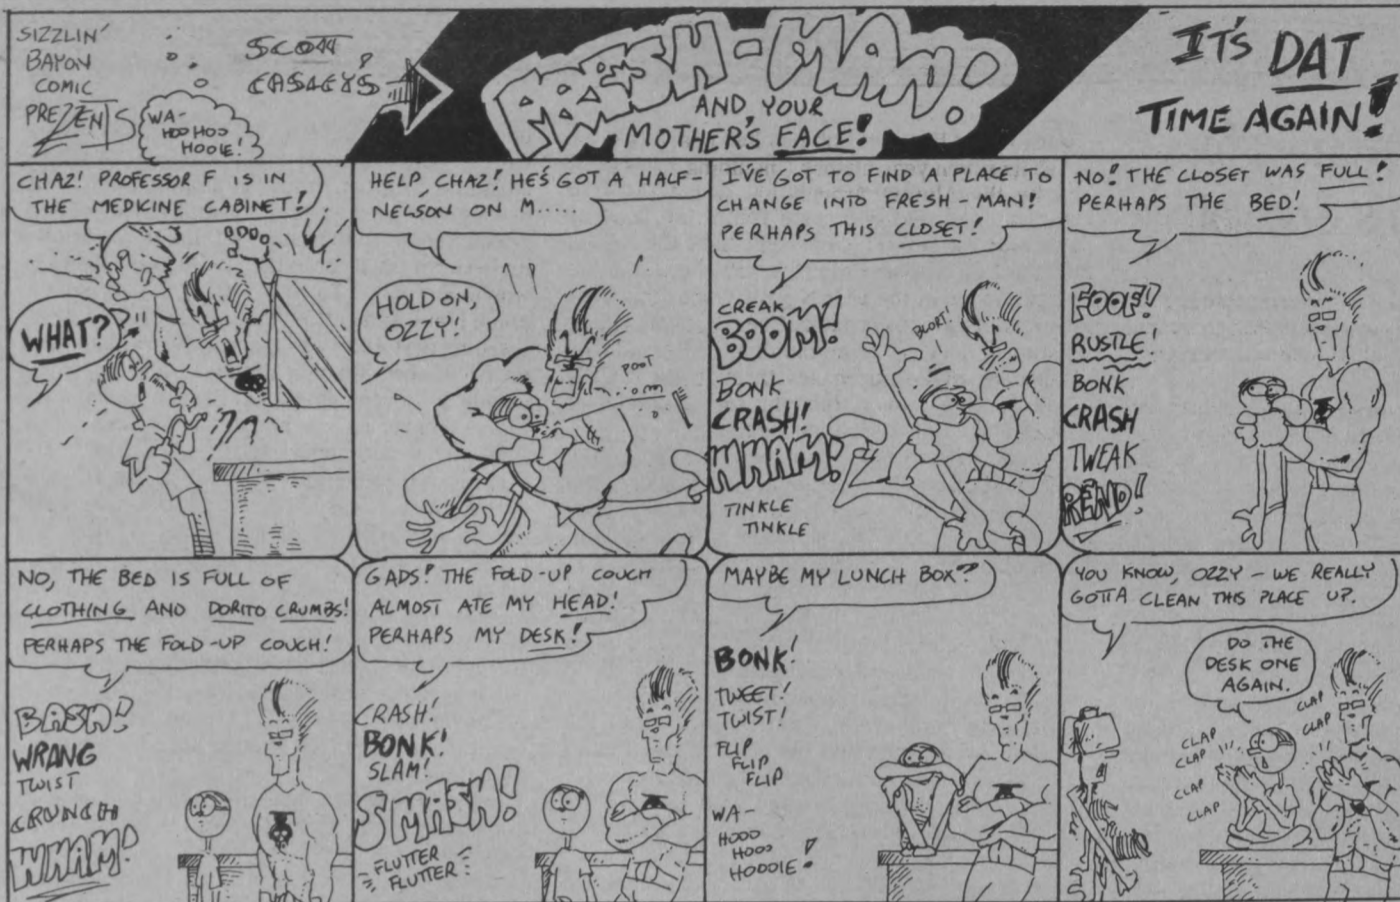 SIZZLIN'
BAYOU
COMIC
PREZENTS
WA-
HOO HOO
HOOIE!
SCOTT
CASLEY'S
FRESH-MAN!
AND, YOUR
MOTHER'S FACE!
IT'S DAT
TIME AGAIN!
CHAZ! PROFESSOR F IS IN
THE MEDICINE CABINET!
WHAT?
HELP, CHAZ! HE'S GOT A HALF-
NELSON ON M.....
HOLD ON,
OZZY!
POOT
I'VE GOT TO FIND A PLACE TO
CHANGE INTO FRESH-MAN!
PERHAPS THIS CLOSET!
CREAK
BOOM!
BONK
CRASH!
WHAM!
TINKLE
TINKLE
BLORT!
NO! THE CLOSET WAS FULL!
PERHAPS THE BED!
FOOF!
RUSTLE!
BONK
CRASH
TWEAK
REND!
NO, THE BED IS FULL OF
CLOTHING AND DORITO CRUMBS!
PERHAPS THE FOLD-UP COUCH!
BASH!
WRANG
TWIST
CRUNCH
WHAM!
GADS! THE FOLD-UP COUCH
ALMOST ATE MY HEAD!
PERHAPS MY DESK!
CRASH!
BONK!
SLAM!
SMASH!
FLUTTER
FLUTTER
MAYBE MY LUNCH BOX?
BONK!
TWEET!
TWIST!
FLIP
FLIP
FLIP
WA-
HOOO
HOOO
HOOOIE!
YOU KNOW, OZZY - WE REALLY
GOTTA CLEAN THIS PLACE UP.
DO THE
DESK ONE
AGAIN.
CLAP
CLAP
CLAP
CLAP
CLAP
CLAP